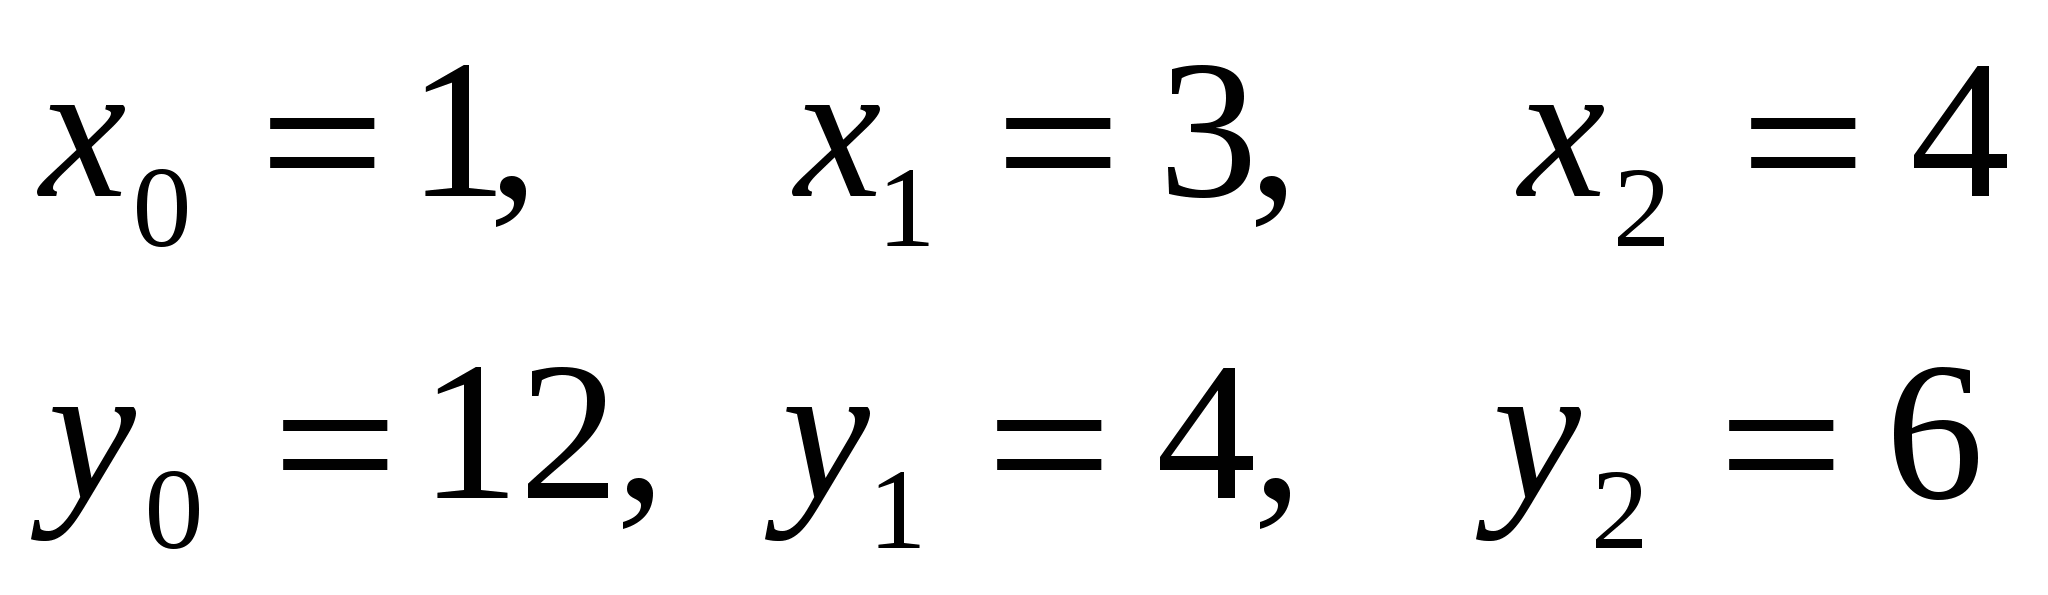 x₀ = 1, x₁ = 3, x₂ = 4
y₀ = 12, y₁ = 4, y₂ = 6